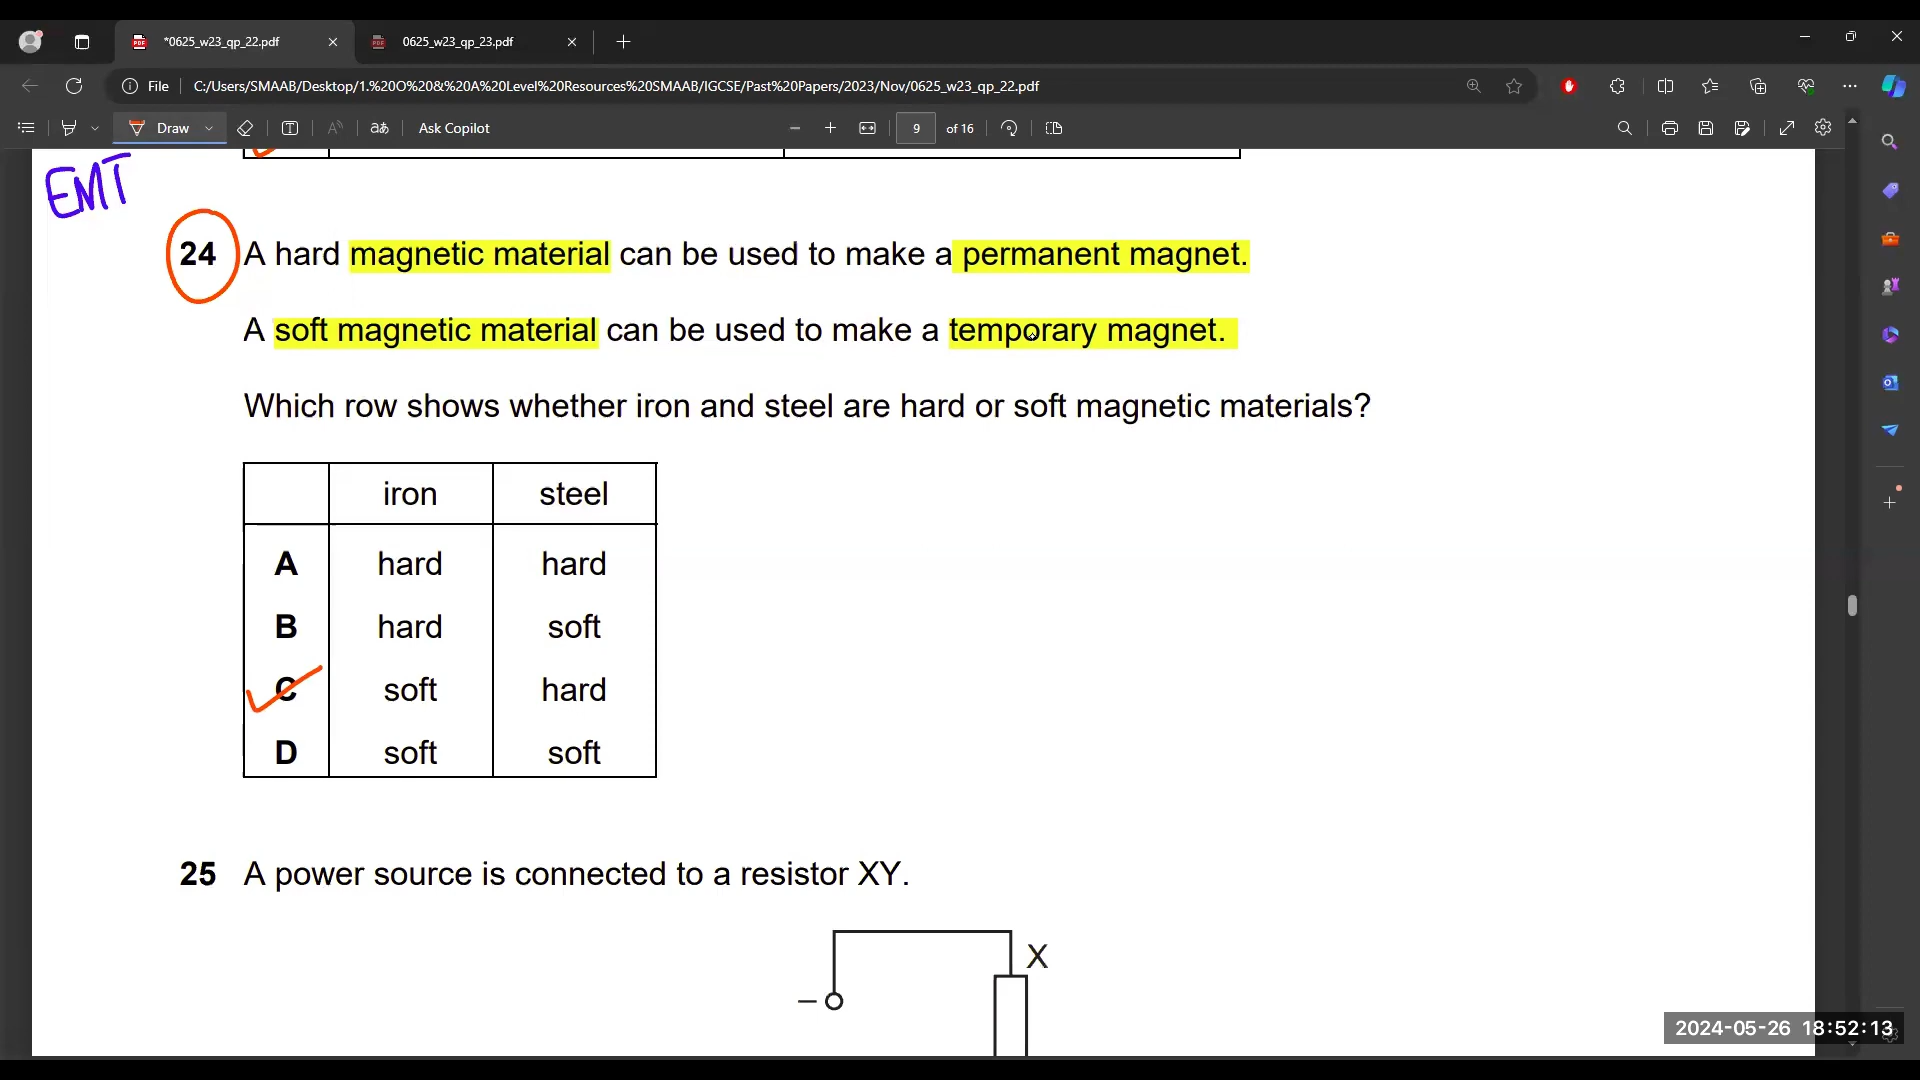 *0625_w23_qp_22.pdf
0625_w23_qp_23.pdf
File
C:/Users/SMAAB/Desktop/1.%20O%20&%20A%20Level%20Resources%20SMAAB/IGCSE/Past%20Papers/2023/Nov/0625_w23_qp_22.pdf
Draw
aあ
Ask Copilot
9
of 16
EMT
24 A hard magnetic material can be used to make a permanent magnet.
A soft magnetic material can be used to make a temporary magnet.
Which row shows whether iron and steel are hard or soft magnetic materials?
iron steel
A hard hard
B hard soft
C soft hard
D soft soft
25 A power source is connected to a resistor XY.
X
–
2024-05-26 18:52:13